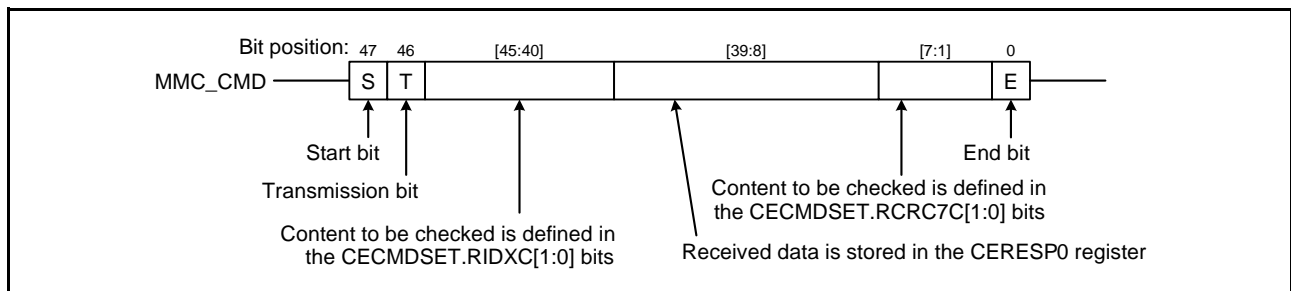 Bit position: 47 46 [45:40] [39:8] [7:1] 0
MMC_CMD S T E
Start bit
End bit
Transmission bit
Content to be checked is defined in
the CECMDSET.RCRC7C[1:0] bits
Content to be checked is defined in
the CECMDSET.RIDXC[1:0] bits
Received data is stored in the CERESP0 register